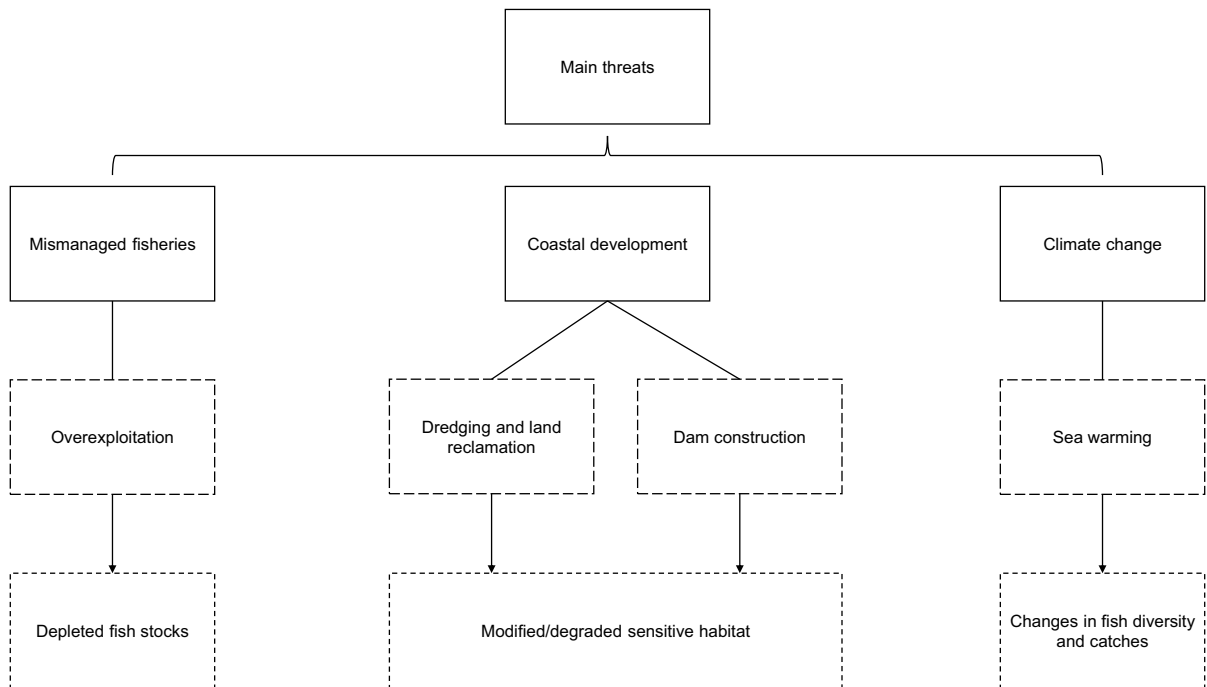 Main threats
Mismanaged fisheries
Coastal development
Climate change
Overexploitation
Dredging and land
reclamation
Dam construction
Sea warming
Depleted fish stocks
Modified/degraded sensitive habitat
Changes in fish diversity
and catches